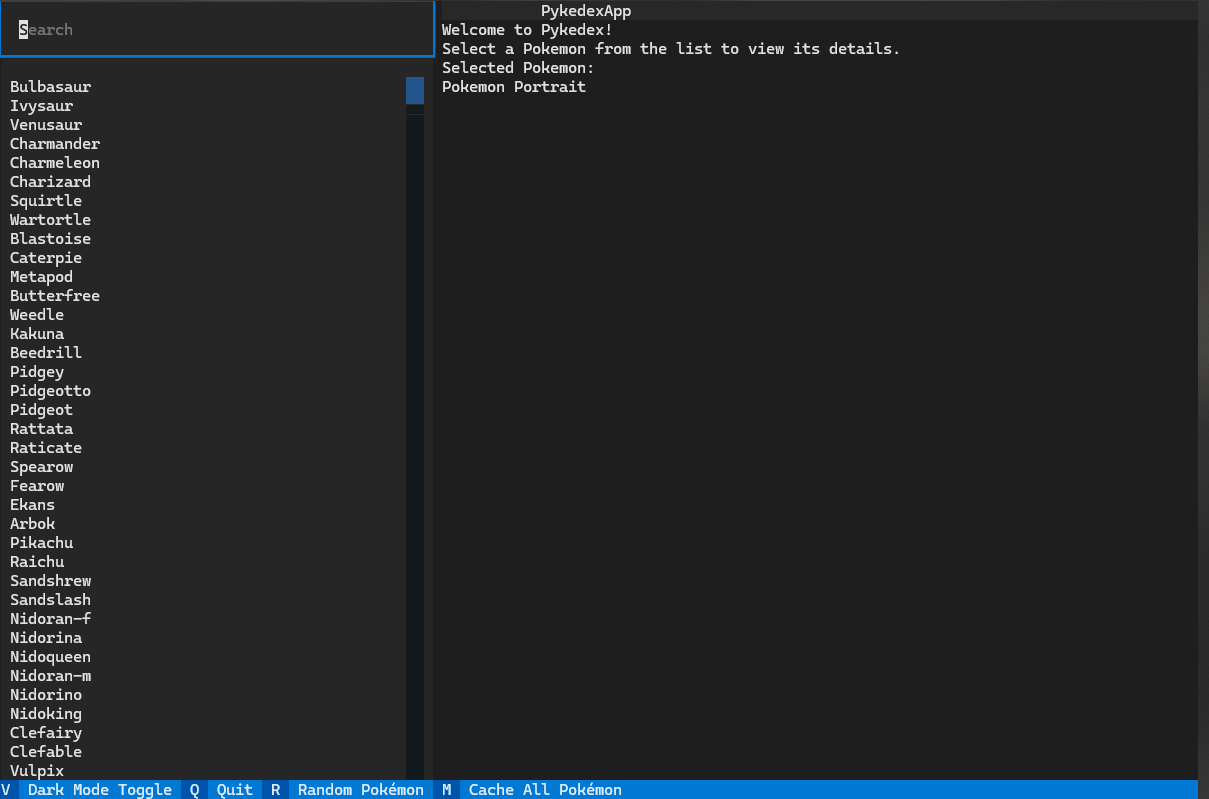 Search
Bulbasaur
Ivysaur
Venusaur
Charmander
Charmeleon
Charizard
Squirtle
Wartortle
Blastoise
Caterpie
Metapod
Butterfree
Weedle
Kakuna
Beedrill
Pidgey
Pidgeotto
Pidgeot
Rattata
Raticate
Spearow
Fearow
Ekans
Arbok
Pikachu
Raichu
Sandshrew
Sandslash
Nidoran-f
Nidorina
Nidoqueen
Nidoran-m
Nidorino
Nidoking
Clefairy
Clefable
Vulpix
PykedexApp
Welcome to Pykedex!
Select a Pokemon from the list to view its details.
Selected Pokemon:
Pokemon Portrait
V Dark Mode Toggle Q Quit R Random Pokémon M Cache All Pokémon